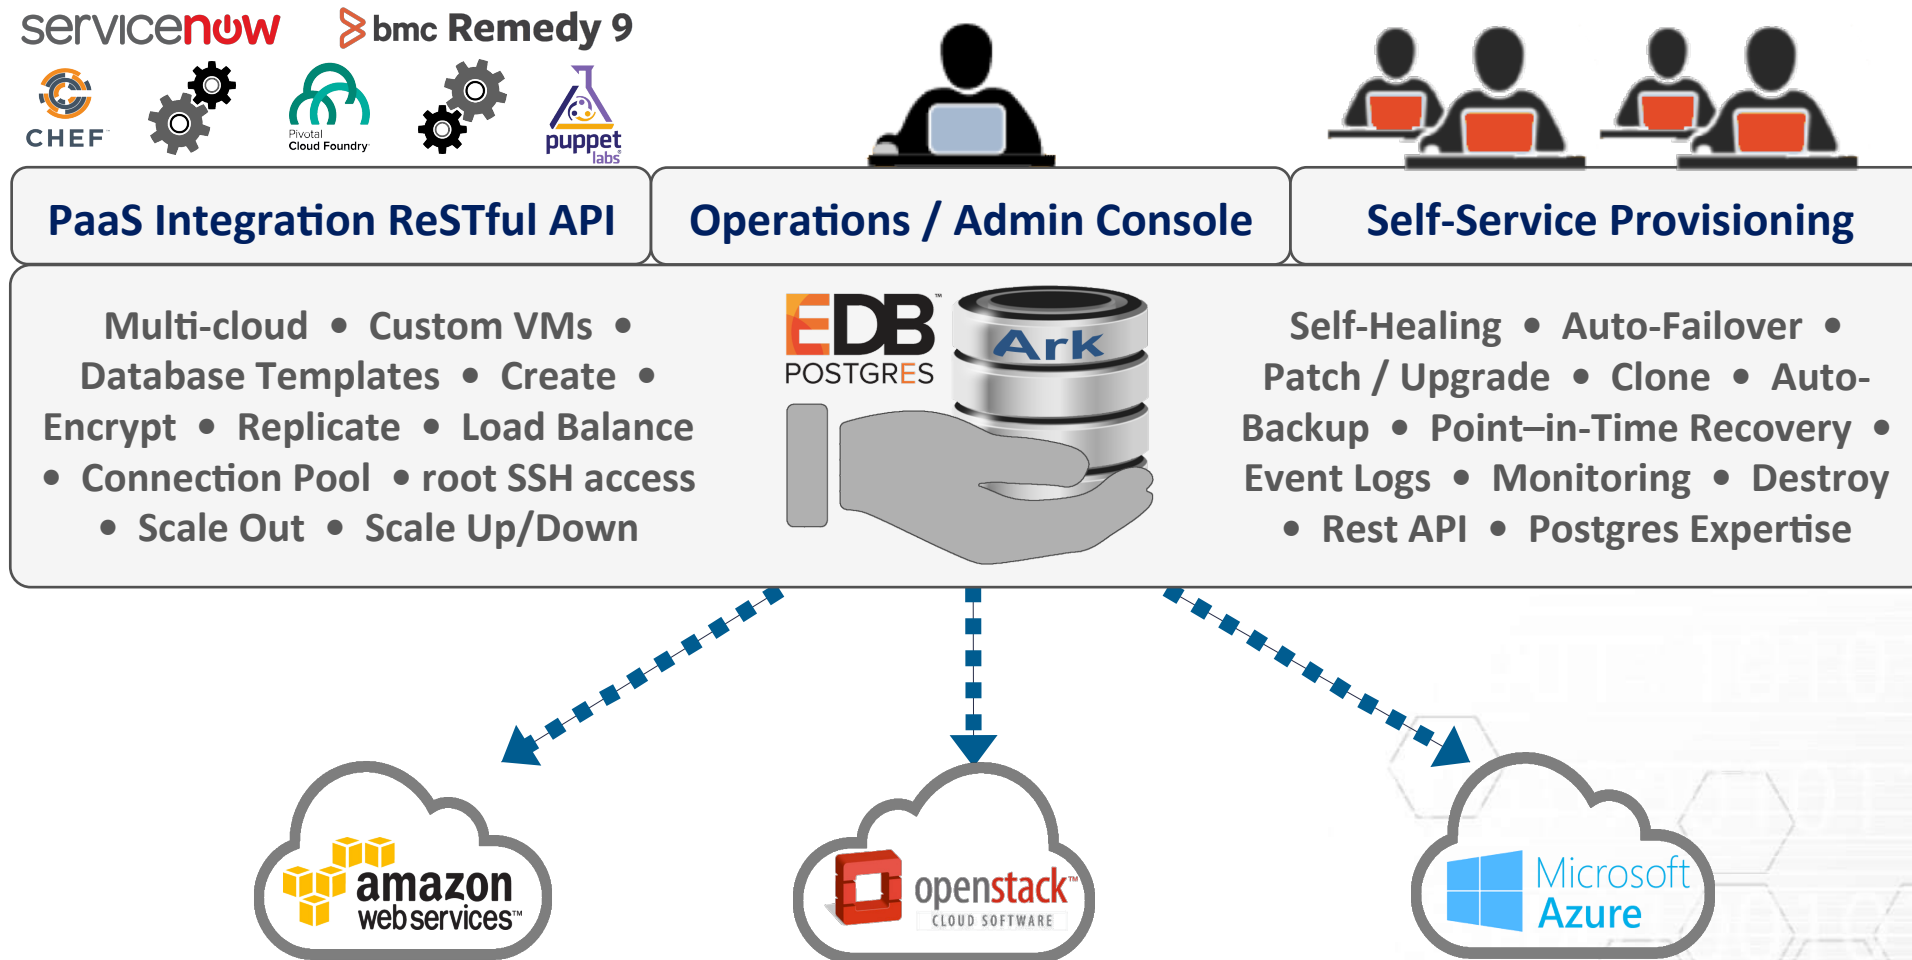 servicenow
bmc Remedy 9
CHEF
Pivotal
Cloud Foundry
puppet
labs
PaaS Integration ReSTful API
Operations / Admin Console
Self-Service Provisioning
Multi-cloud • Custom VMs •
Database Templates • Create •
Encrypt • Replicate • Load Balance
• Connection Pool • root SSH access
• Scale Out • Scale Up/Down
EDB™
POSTGRES
Ark
Self-Healing • Auto-Failover •
Patch / Upgrade • Clone • Auto-
Backup • Point–in-Time Recovery •
Event Logs • Monitoring • Destroy
• Rest API • Postgres Expertise
amazon
web services™
openstack™
CLOUD SOFTWARE
Microsoft
Azure